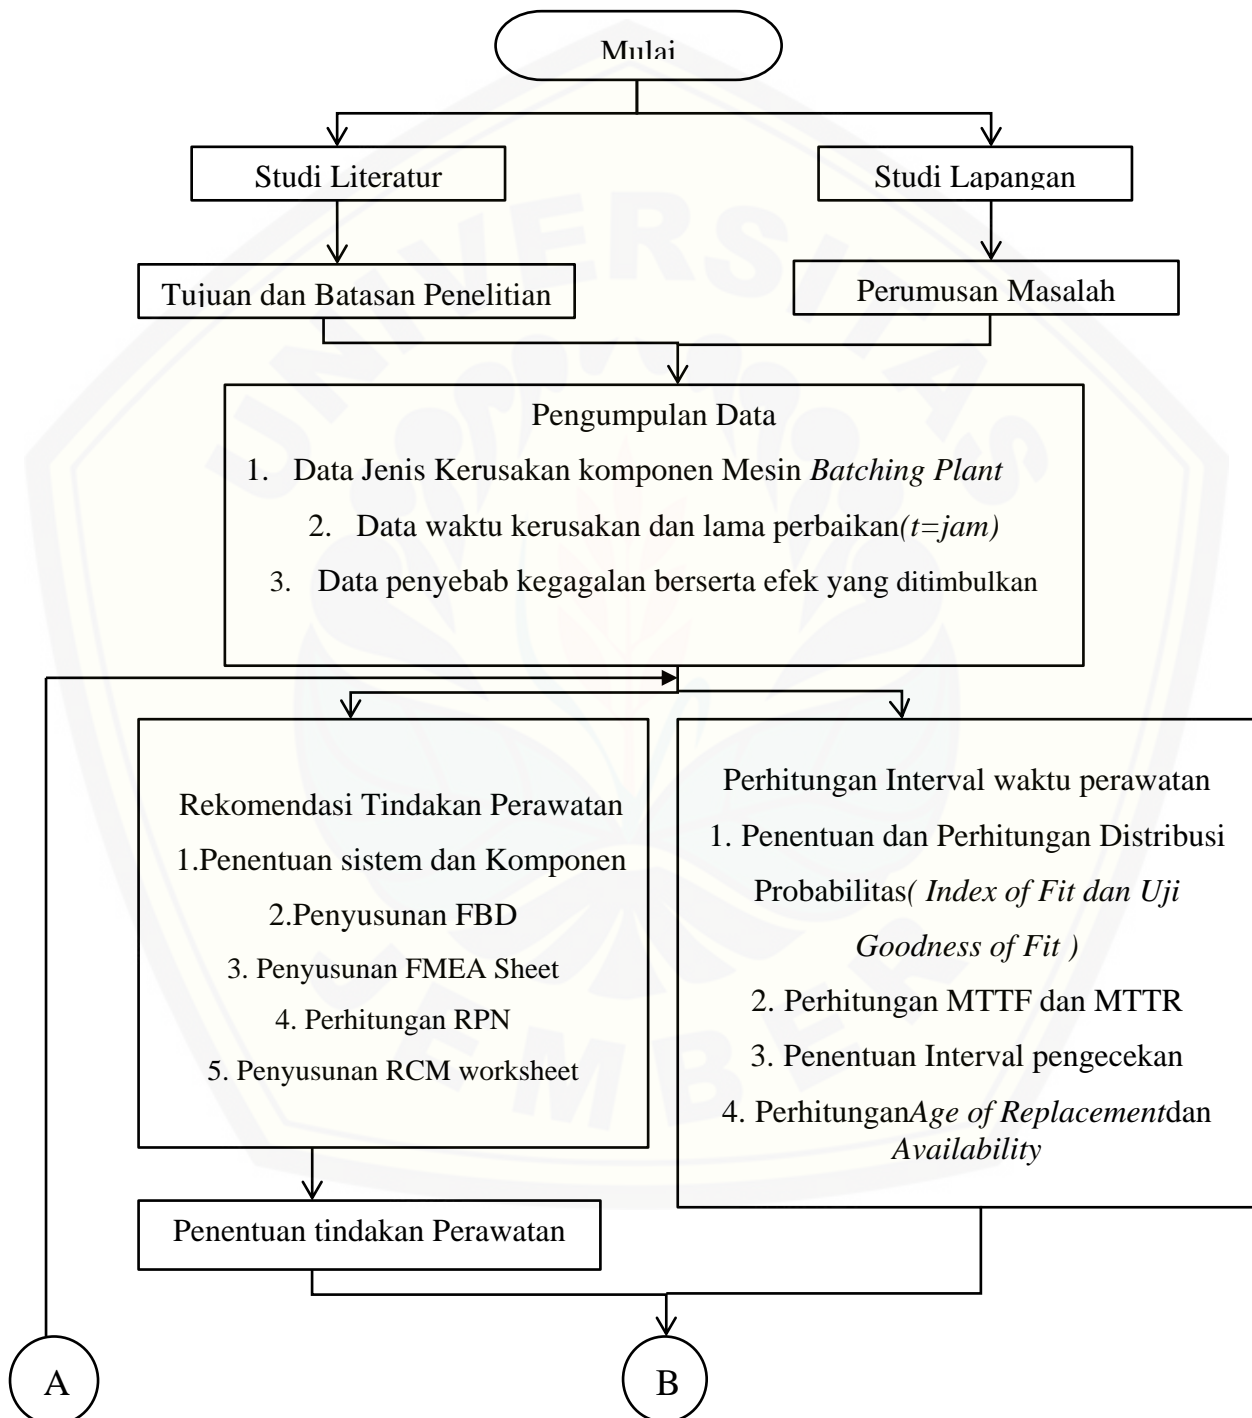 Mulai
Studi Literatur
Studi Lapangan
Tujuan dan Batasan Penelitian
Perumusan Masalah
Pengumpulan Data
1. Data Jenis Kerusakan komponen Mesin Batching Plant
2. Data waktu kerusakan dan lama perbaikan(t=jam)
3. Data penyebab kegagalan berserta efek yang ditimbulkan
Rekomendasi Tindakan Perawatan
1.Penentuan sistem dan Komponen
2.Penyusunan FBD
3. Penyusunan FMEA Sheet
4. Perhitungan RPN
5. Penyusunan RCM worksheet
Perhitungan Interval waktu perawatan
1. Penentuan dan Perhitungan Distribusi
Probabilitas( Index of Fit dan Uji
Goodness of Fit )
2. Perhitungan MTTF dan MTTR
3. Penentuan Interval pengecekan
4. PerhitunganAge of Replacementdan
Availability
Penentuan tindakan Perawatan
A
B
UNIVERSITAS
JEMBER